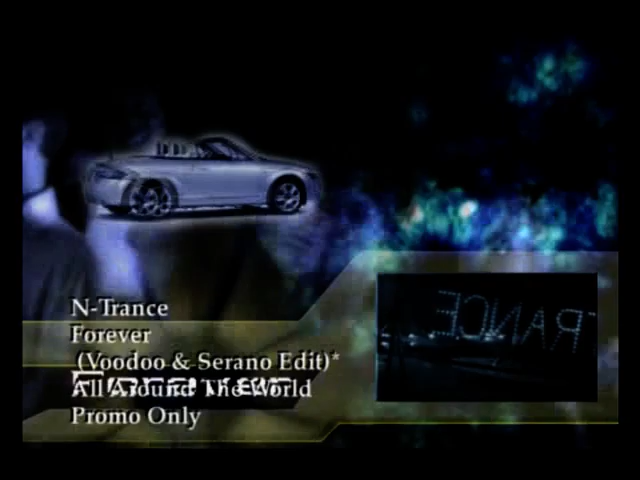 N-Trance
Forever
(Voodoo & Serano Edit)*
All Around The World
Promo Only